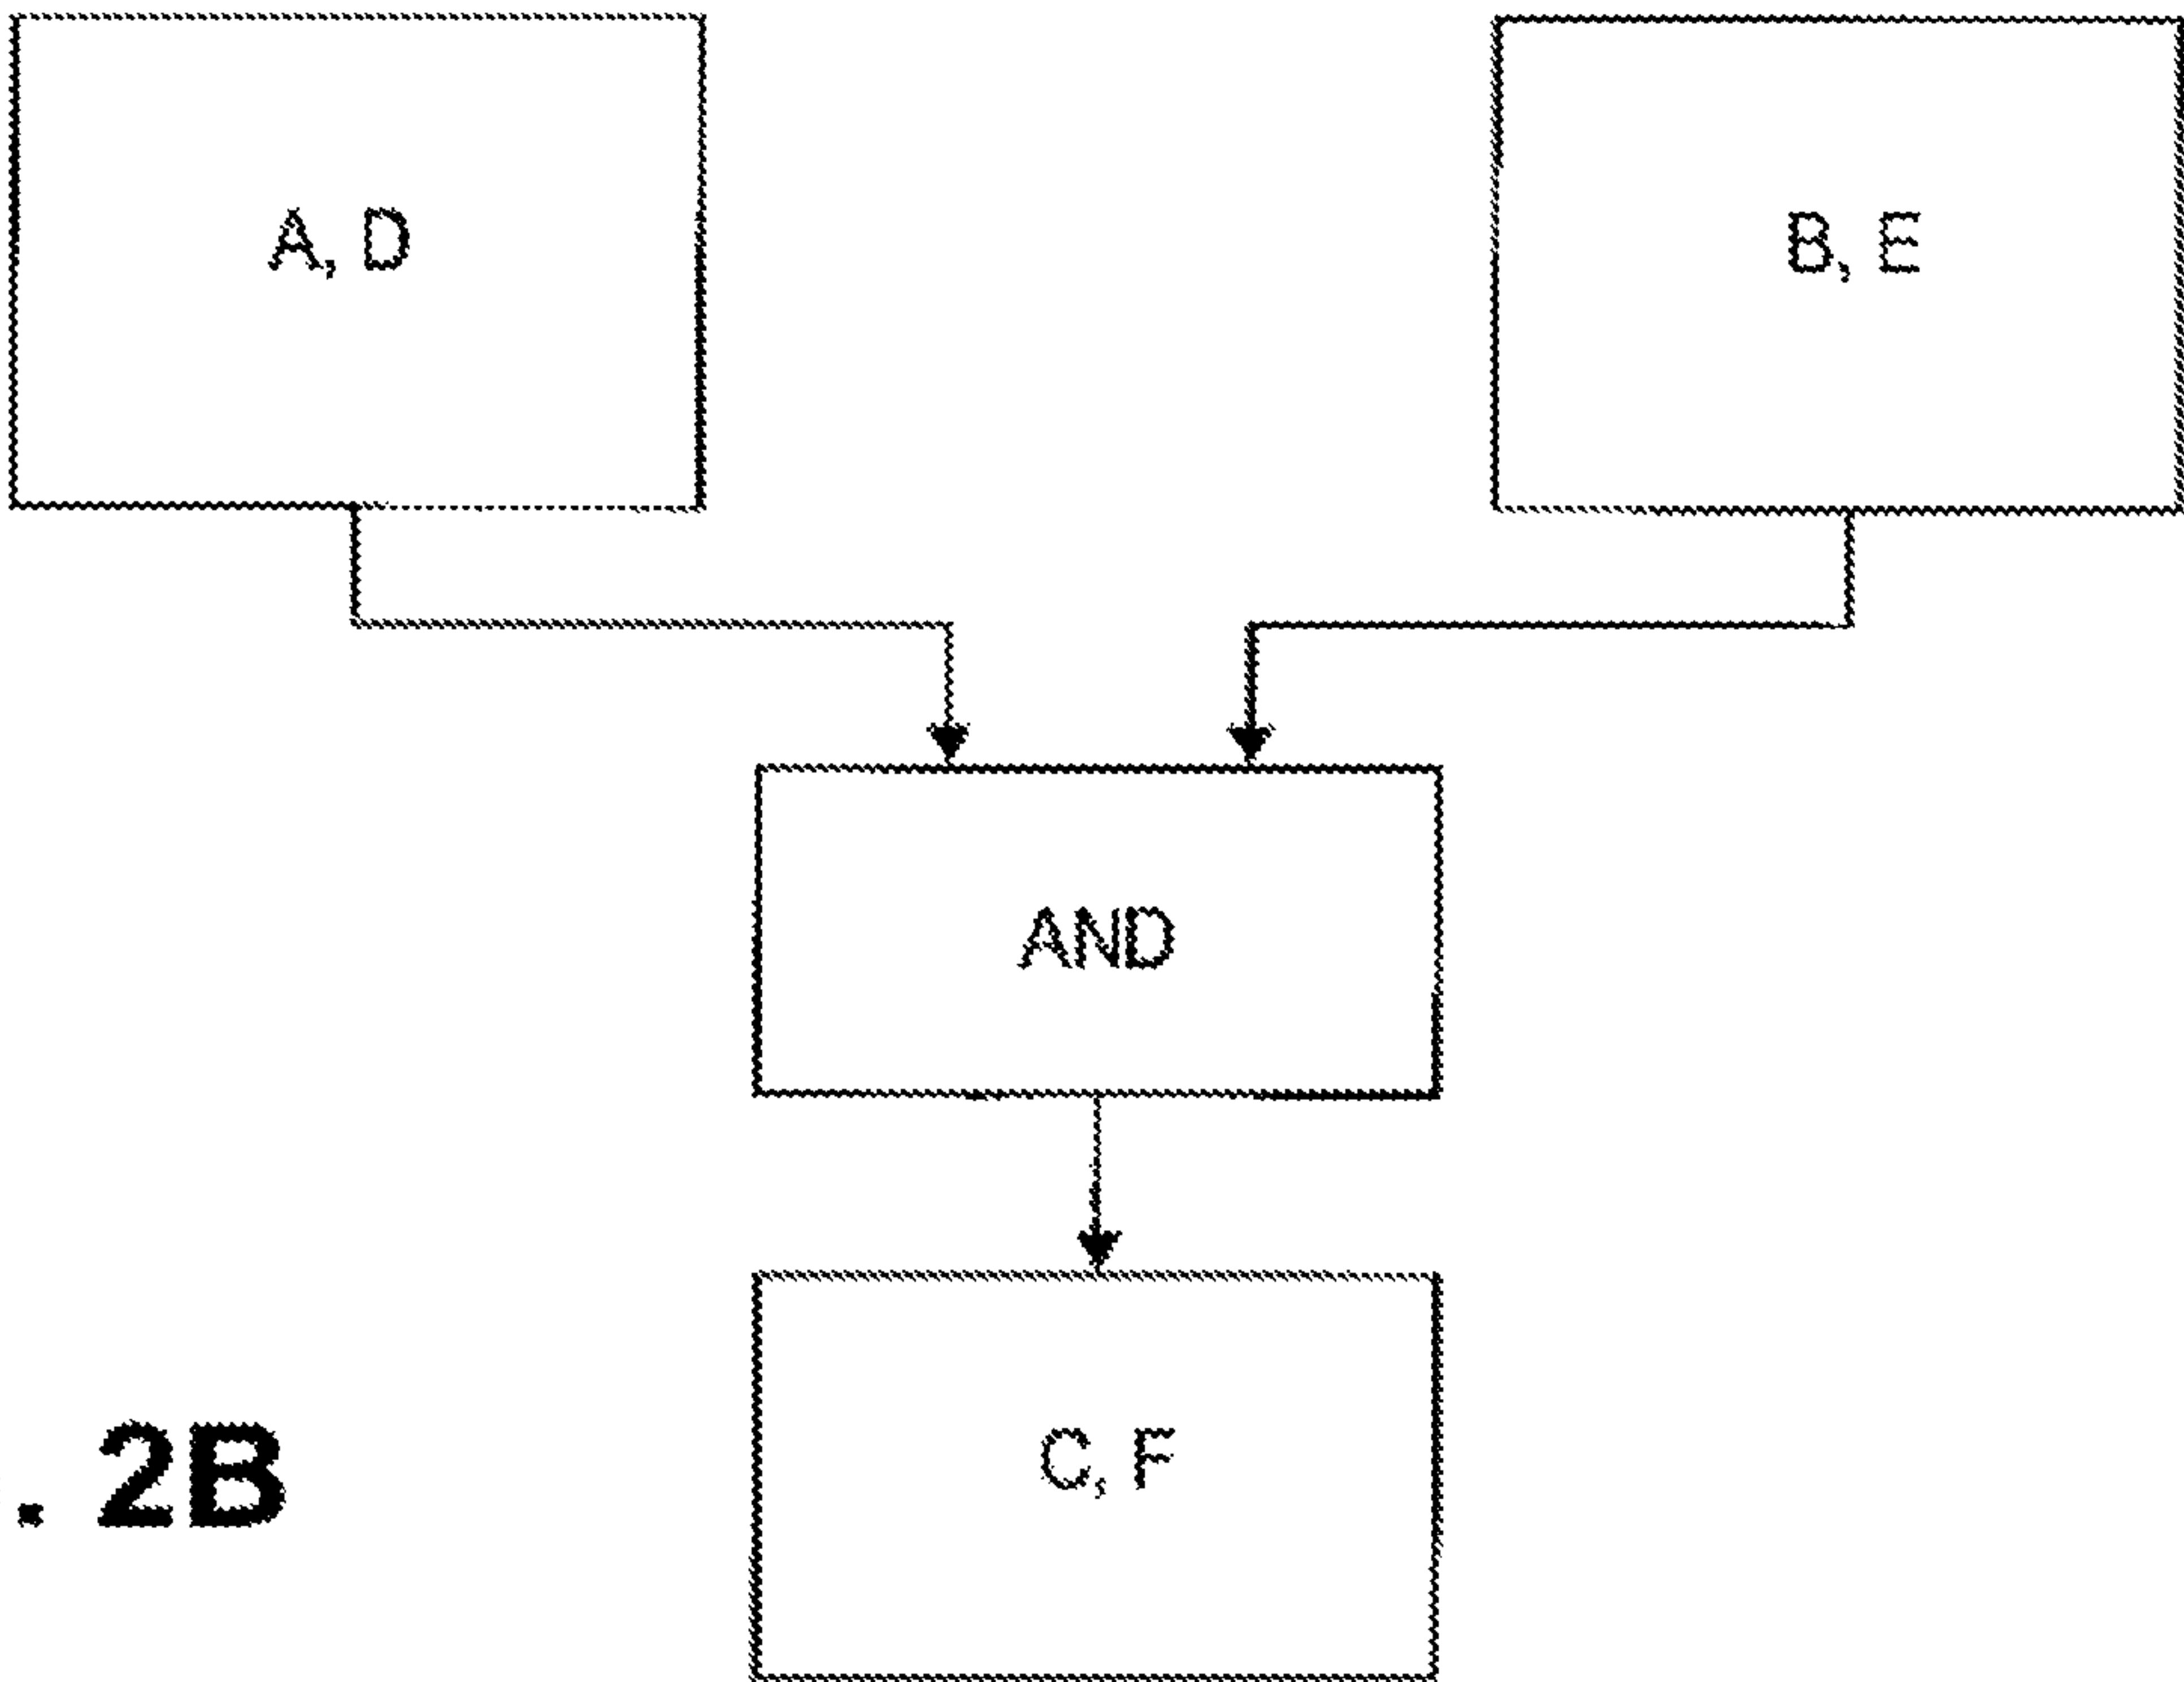 A, D
B, E
AND
C, F
. 2B